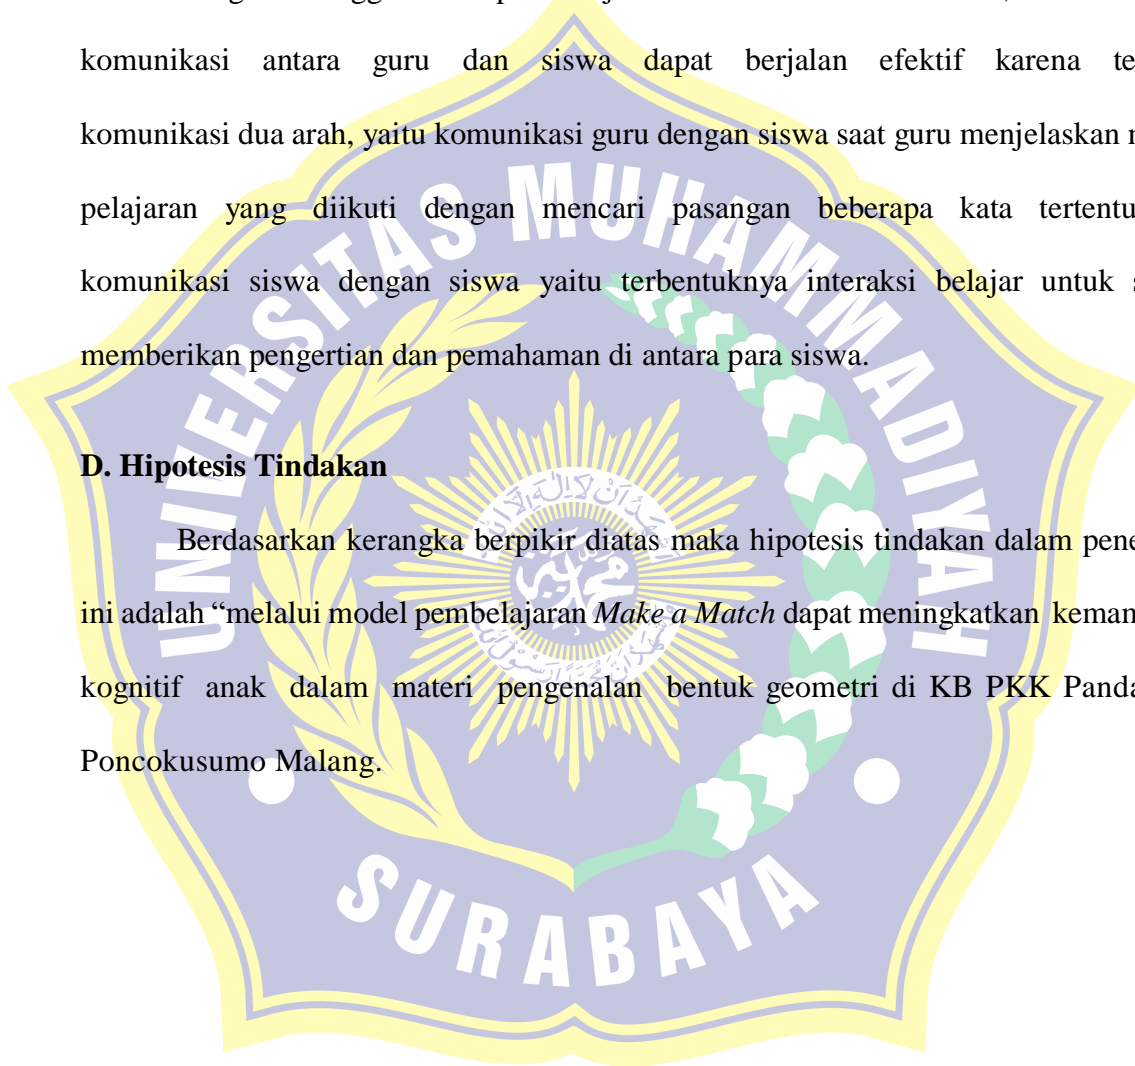 komunikasi antara guru dan siswa dapat berjalan efektif karena
komunikasi dua arah, yaitu komunikasi guru dengan siswa saat guru menjelaskan
pelajaran yang diikuti dengan mencari pasangan beberapa kata tertentu
komunikasi siswa dengan siswa yaitu terbentuknya interaksi belajar untuk
memberikan pengertian dan pemahaman di antara para siswa.
D. Hipotesis Tindakan
Berdasarkan kerangka berpikir diatas maka hipotesis tindakan dalam
ini adalah “melalui model pembelajaran Make a Match dapat meningkatkan
kognitif anak dalam materi pengenalan bentuk geometri di KB PKK
Poncokusumo Malang.
UNIVERSITAS MUHAMMADIYAH
SURABAYA